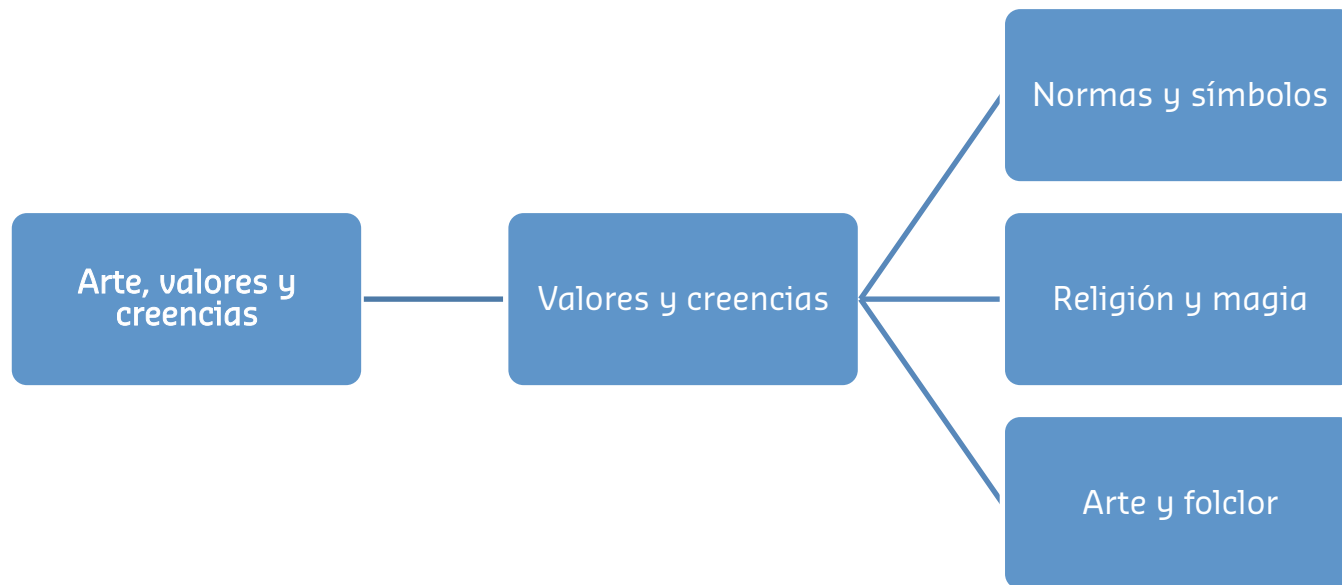 Arte, valores y
creencias
Valores y creencias
Normas y símbolos
Religión y magia
Arte y folclor